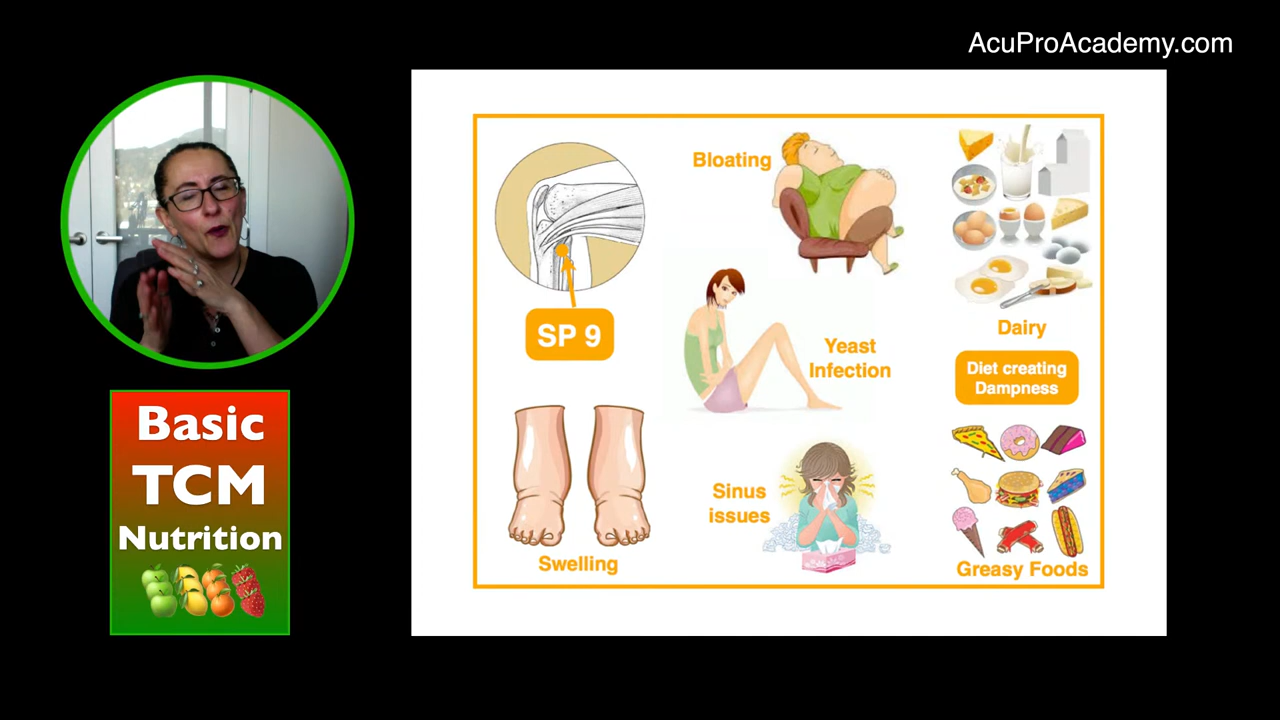 AcuProAcademy.com
Basic
TCM
Nutrition
SP 9
Swelling
Bloating
Yeast
Infection
Sinus
issues
Dairy
Diet creating
Dampness
Greasy Foods